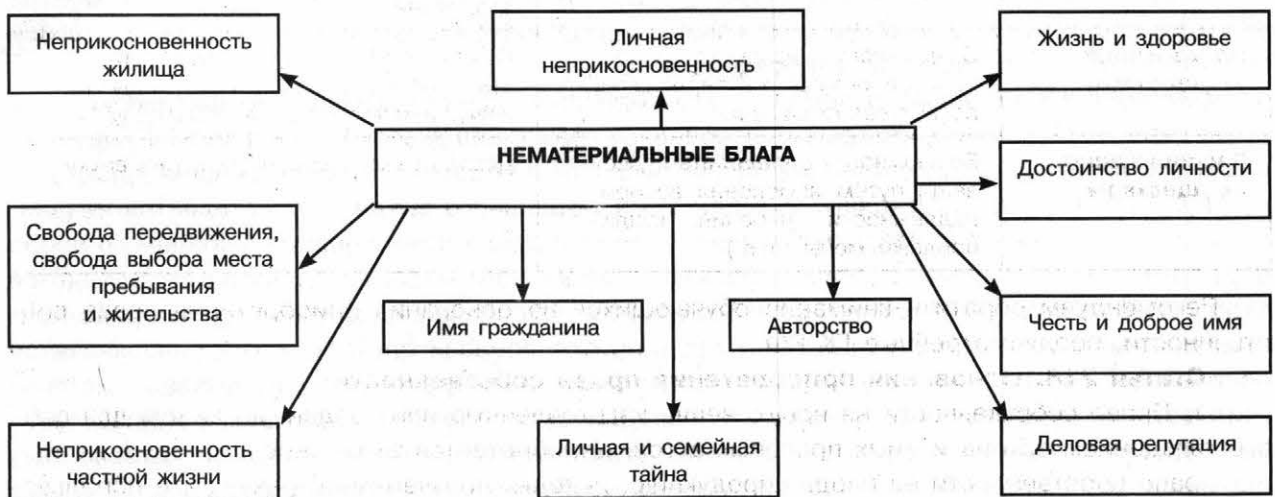 Неприкосновенность
жилища
Личная
неприкосновенность
Жизнь и здоровье
НЕМАТЕРИАЛЬНЫЕ БЛАГА
Достоинство личности
Свобода передвижения,
свобода выбора места
пребывания
и жительства
Имя гражданина
Авторство
Честь и доброе имя
Неприкосновенность
частной жизни
Личная и семейная
тайна
Деловая репутация